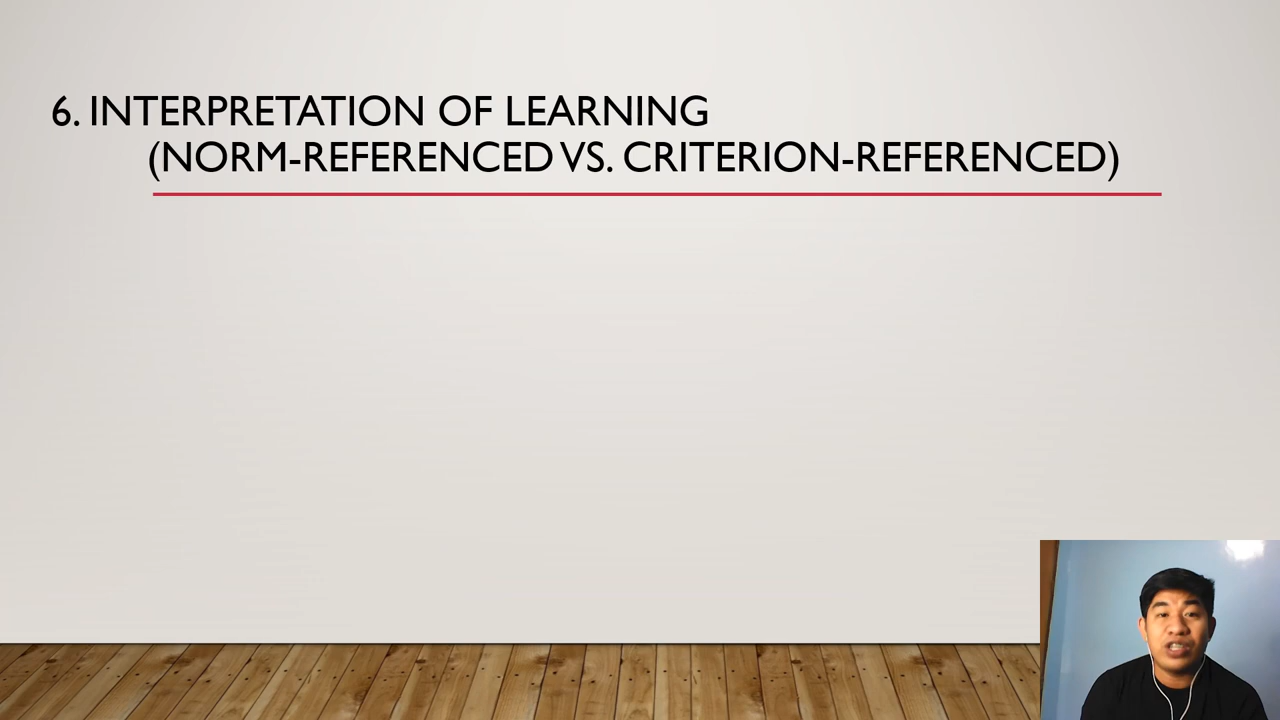 6. INTERPRETATION OF LEARNING
(NORM-REFERENCED VS. CRITERION-REFERENCED)